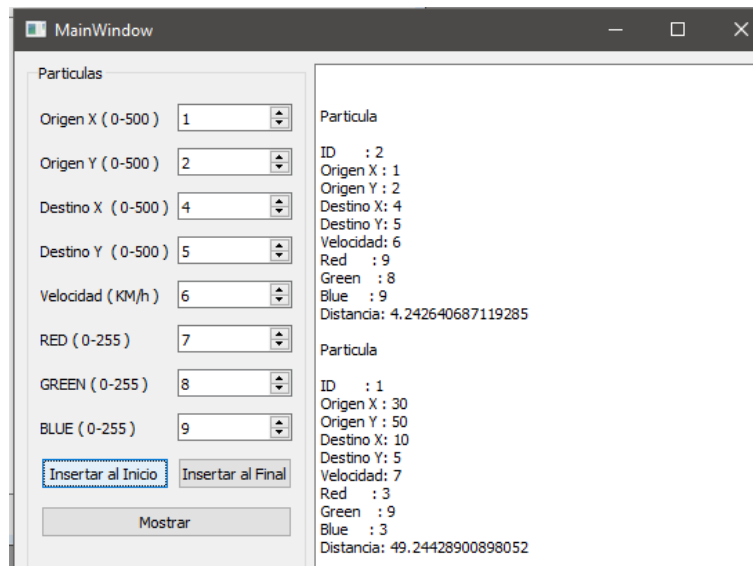 MainWindow
Particulas
Origen X ( 0-500 ) 1
Origen Y ( 0-500 ) 2
Destino X ( 0-500 ) 4
Destino Y ( 0-500 ) 5
Velocidad ( KM/h ) 6
RED ( 0-255 ) 7
GREEN ( 0-255 ) 8
BLUE ( 0-255 ) 9
Insertar al Inicio Insertar al Final
Mostrar
Particula
ID : 2
Origen X : 1
Origen Y : 2
Destino X: 4
Destino Y: 5
Velocidad: 6
Red : 9
Green : 8
Blue : 9
Distancia: 4.242640687119285
Particula
ID : 1
Origen X : 30
Origen Y : 50
Destino X: 10
Destino Y: 5
Velocidad: 7
Red : 3
Green : 9
Blue : 3
Distancia: 49.24428900898052